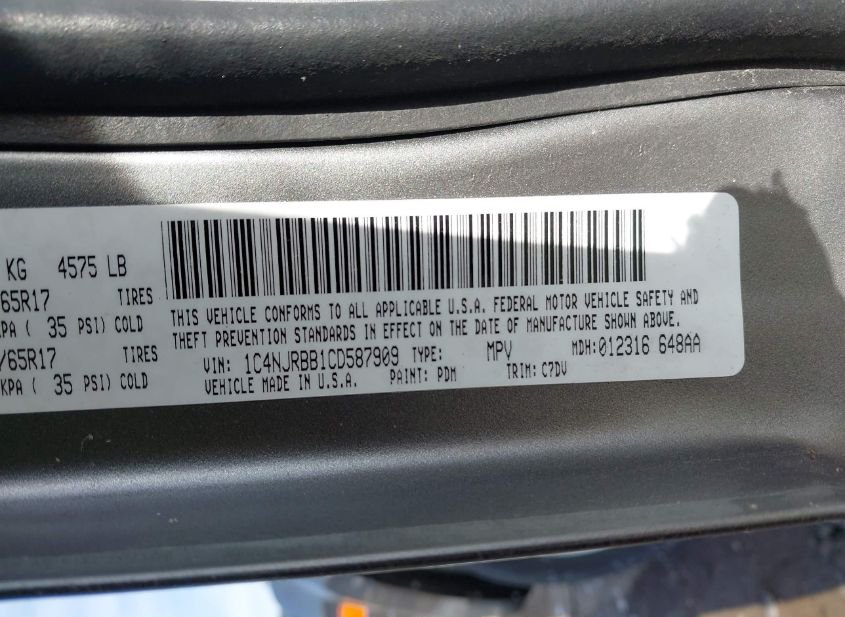 KG 4575 LB
/65R17 TIRES
KPA ( 35 PSI) COLD
/65R17 TIRES
KPA ( 35 PSI) COLD
THIS VEHICLE CONFORMS TO ALL APPLICABLE U.S.A. FEDERAL MOTOR VEHICLE SAFETY AND
THEFT PREVENTION STANDARDS IN EFFECT ON THE DATE OF MANUFACTURE SHOWN ABOVE.
VIN: 1C4NJRBB1CD587909 TYPE: MPV MDH:012316 648AA
VEHICLE MADE IN U.S.A. PAINT: PDM TRIM: C7DV